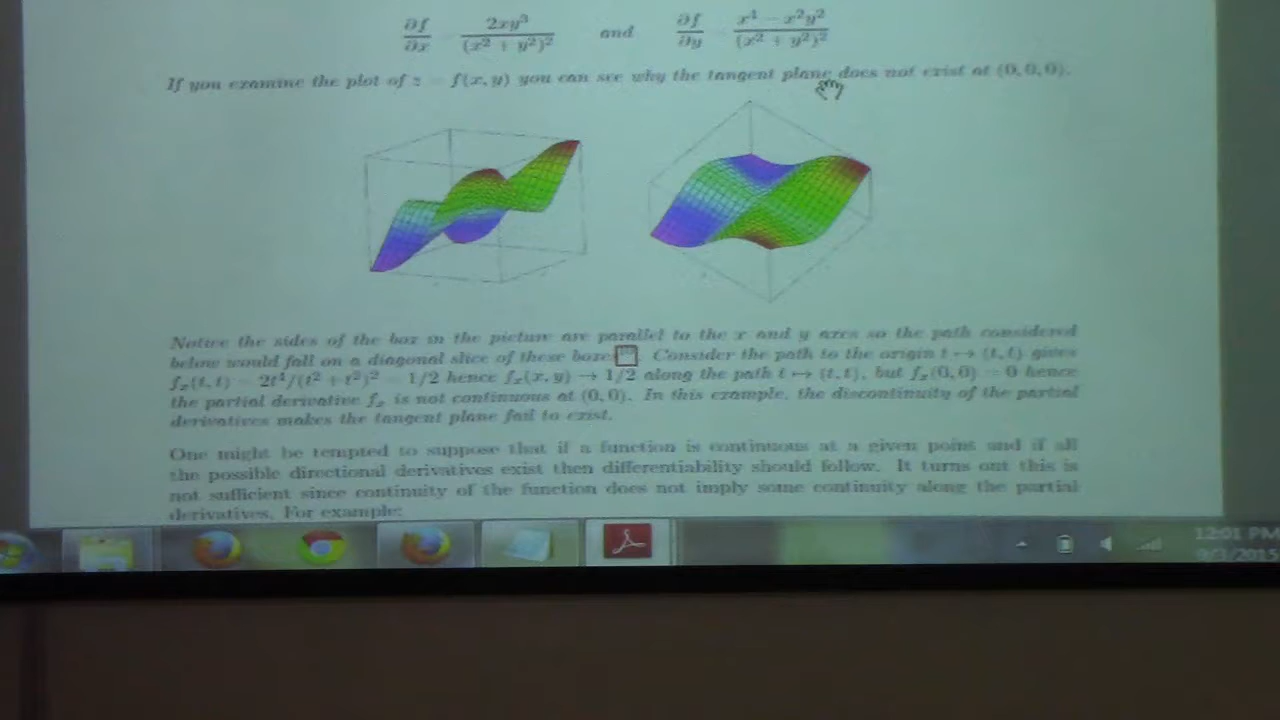 ∂f/∂x = 2xy³/(x² + y²)² and ∂f/∂y = x⁴ − x²y²/(x² + y²)²
If you examine the plot of z = f(x, y) you can see why the tangent plane does not exist at (0, 0, 0).
Notice the sides of the box in the picture are parallel to the x and y axes so the path considered
below would fall on a diagonal slice of these boxes. Consider the path to the origin t ↦ (t, t) gives
fₓ(t, t) = 2t⁴/(t² + t²)² = 1/2 hence fₓ(x, y) → 1/2 along the path t ↦ (t, t), but fₓ(0, 0) = 0 hence
the partial derivative fₓ is not continuous at (0, 0). In this example, the discontinuity of the partial
derivatives makes the tangent plane fail to exist.
One might be tempted to suppose that if a function is continuous at a given point and if all
the possible directional derivatives exist then differentiability should follow. It turns out this is
not sufficient since continuity of the function does not imply some continuity along the partial
derivatives. For example:
12:01 PM
9/3/2015